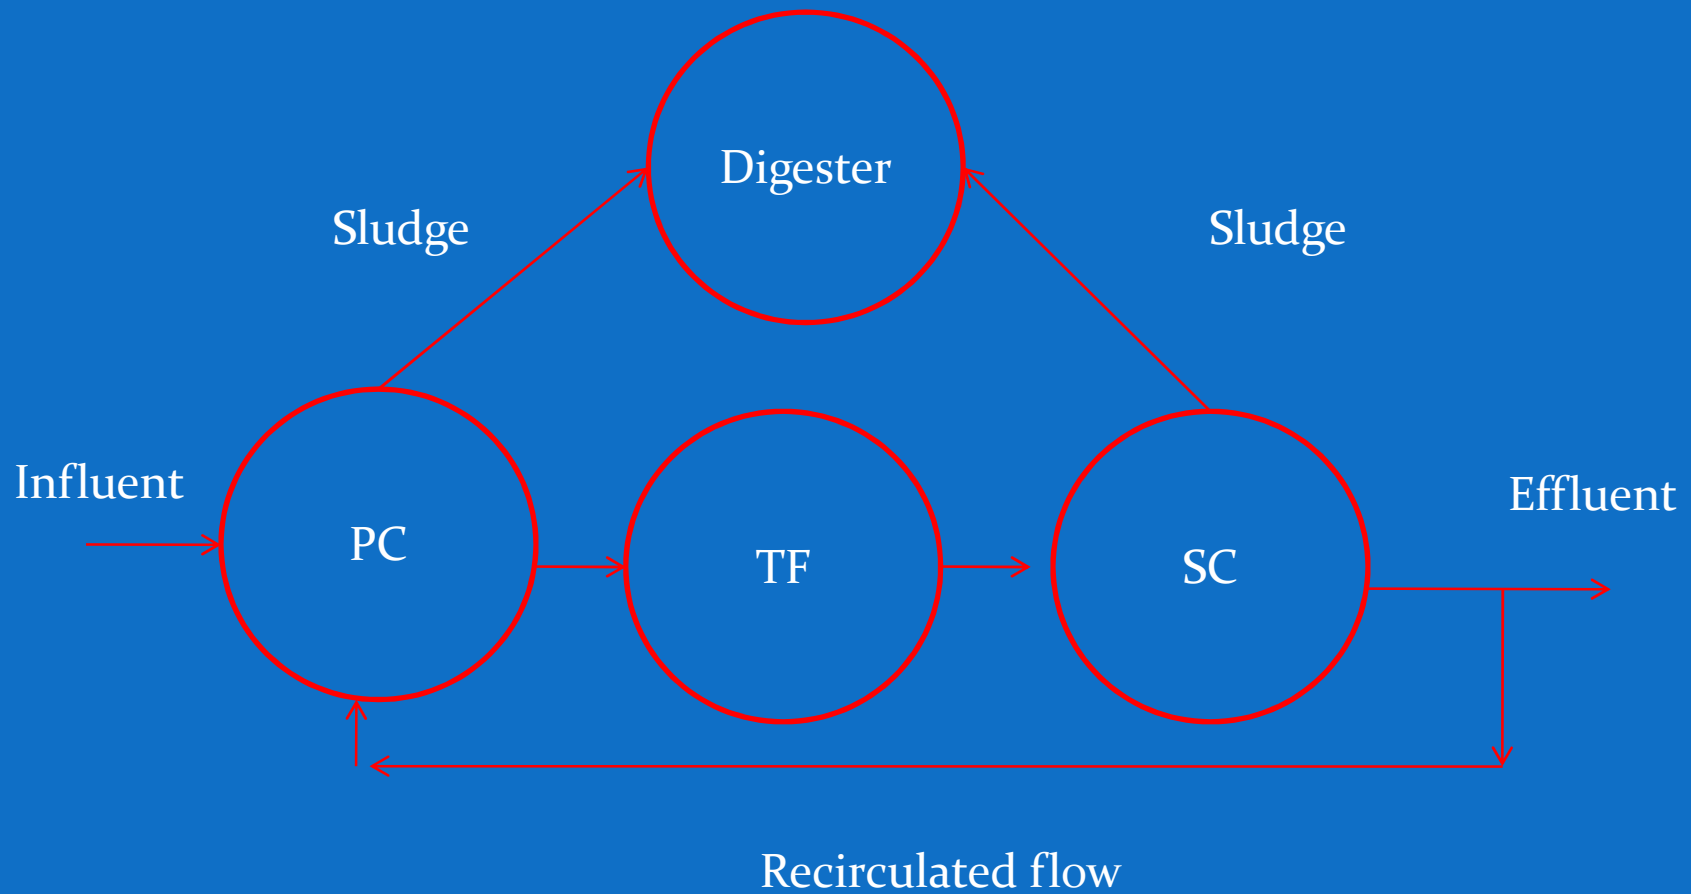 Digester
Sludge
Sludge
Influent
PC
TF
SC
Effluent
Recirculated flow